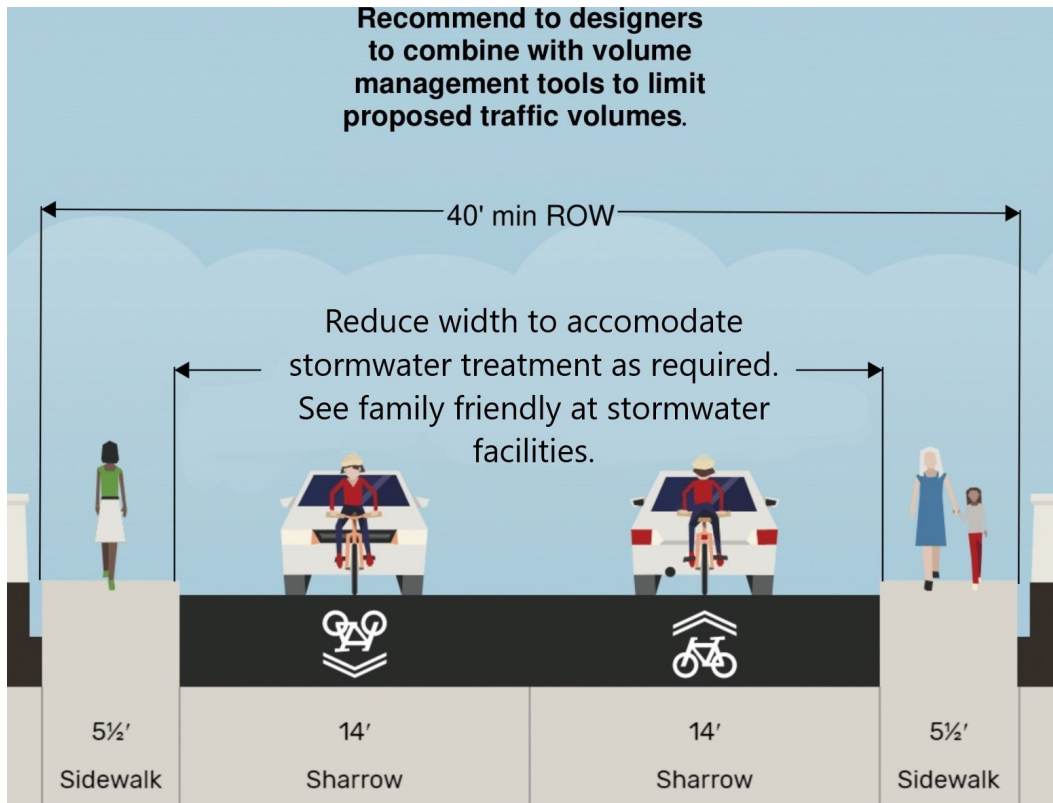 Recommend to designers
to combine with volume
management tools to limit
proposed traffic volumes.
40' min ROW
Reduce width to accomodate
stormwater treatment as required.
See family friendly at stormwater
facilities.
5½′ 14′ 14′ 5½′
Sidewalk Sharrow Sharrow Sidewalk